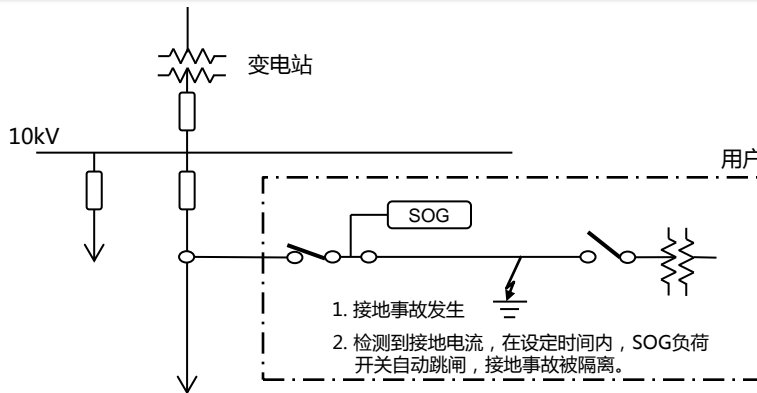 变电站
10kV
用户
SOG
1. 接地事故发生
2. 检测到接地电流，在设定时间内，SOG负荷
开关自动跳闸，接地事故被隔离。